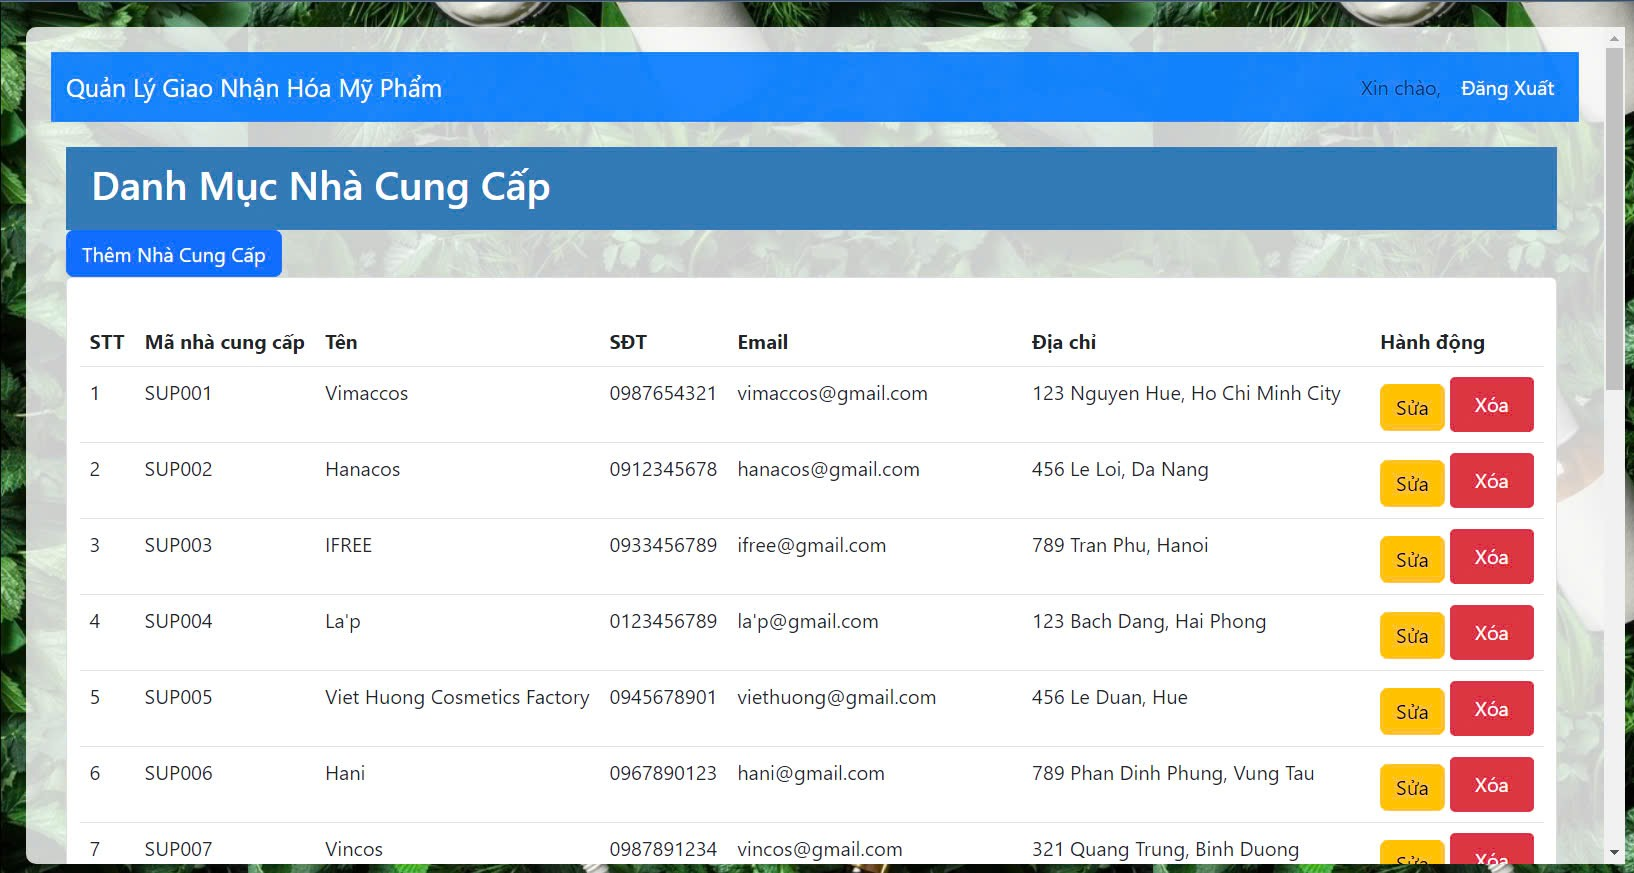 Quản Lý Giao Nhận Hóa Mỹ Phẩm Xin chào, Đăng Xuất
Danh Mục Nhà Cung Cấp
Thêm Nhà Cung Cấp
STT Mã nhà cung cấp Tên SĐT Email Địa chỉ Hành động
1 SUP001 Vimaccos 0987654321 vimaccos@gmail.com 123 Nguyen Hue, Ho Chi Minh City Sửa Xóa
2 SUP002 Hanacos 0912345678 hanacos@gmail.com 456 Le Loi, Da Nang Sửa Xóa
3 SUP003 IFREE 0933456789 ifree@gmail.com 789 Tran Phu, Hanoi Sửa Xóa
4 SUP004 La'p 0123456789 la'p@gmail.com 123 Bach Dang, Hai Phong Sửa Xóa
5 SUP005 Viet Huong Cosmetics Factory 0945678901 viethuong@gmail.com 456 Le Duan, Hue Sửa Xóa
6 SUP006 Hani 0967890123 hani@gmail.com 789 Phan Dinh Phung, Vung Tau Sửa Xóa
7 SUP007 Vincos 0987891234 vincos@gmail.com 321 Quang Trung, Binh Duong Sửa Xóa